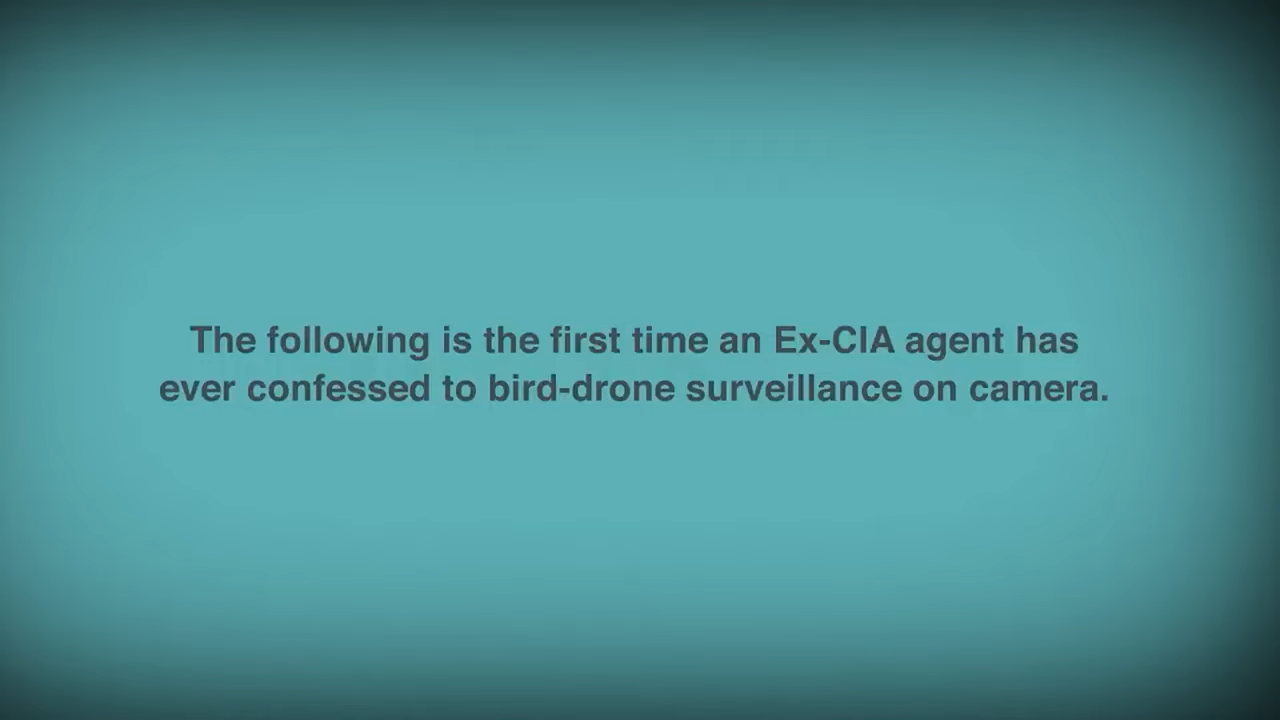 The following is the first time an Ex-CIA agent has
ever confessed to bird-drone surveillance on camera.